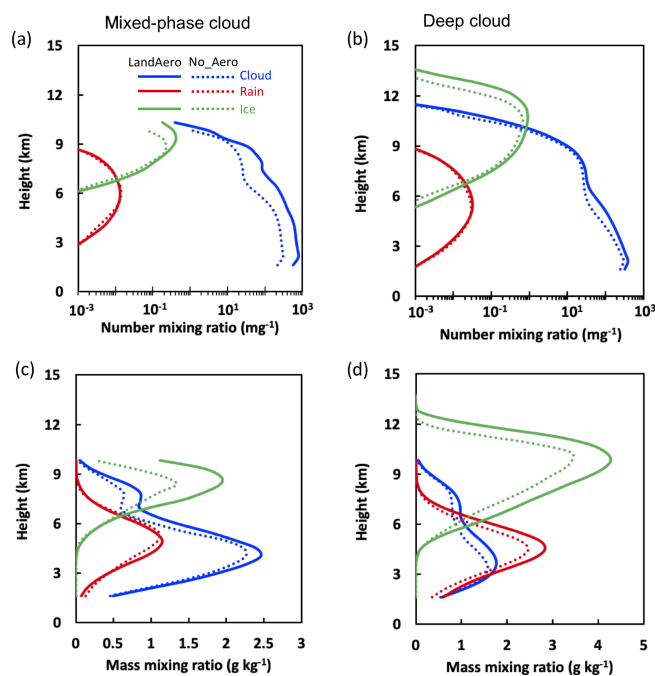 Mixed-phase cloud
Deep cloud
(a)
(b)
15
12
9
6
3
0
Height (km)
LandAero No_Aero
Cloud
Rain
Ice
10-3 10-1 101 103
Number mixing ratio (mg-1)
15
12
9
6
3
0
Height (km)
10-3 10-1 101 103
Number mixing ratio (mg-1)
(c)
(d)
15
12
9
6
3
0
Height (km)
0 0.5 1 1.5 2 2.5 3
Mass mixing ratio (g kg-1)
15
12
9
6
3
0
Height (km)
0 1 2 3 4 5
Mass mixing ratio (g kg-1)